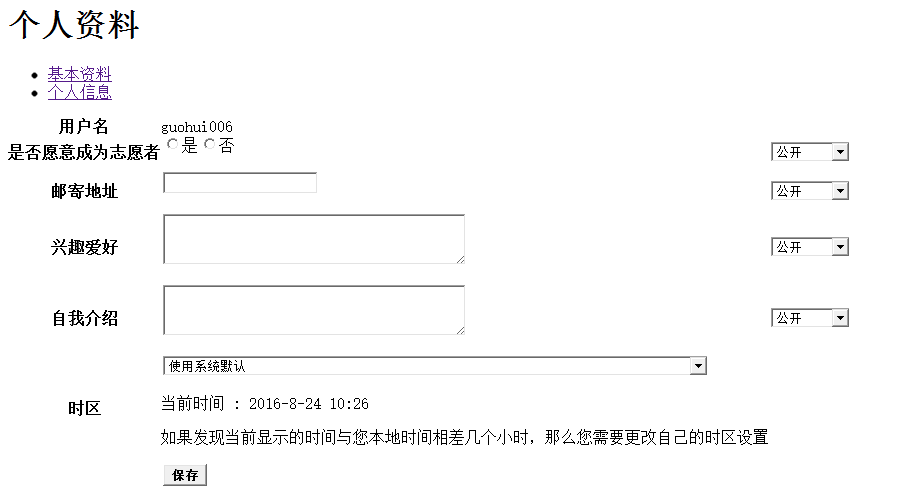 个人资料
基本资料
个人信息
用户名 guohui006
是否愿意成为志愿者 是 否 公开
邮寄地址 公开
兴趣爱好 公开
自我介绍 公开
使用系统默认
时区 当前时间 : 2016-8-24 10:26
如果发现当前显示的时间与您本地时间相差几个小时，那么您需要更改自己的时区设置
保存